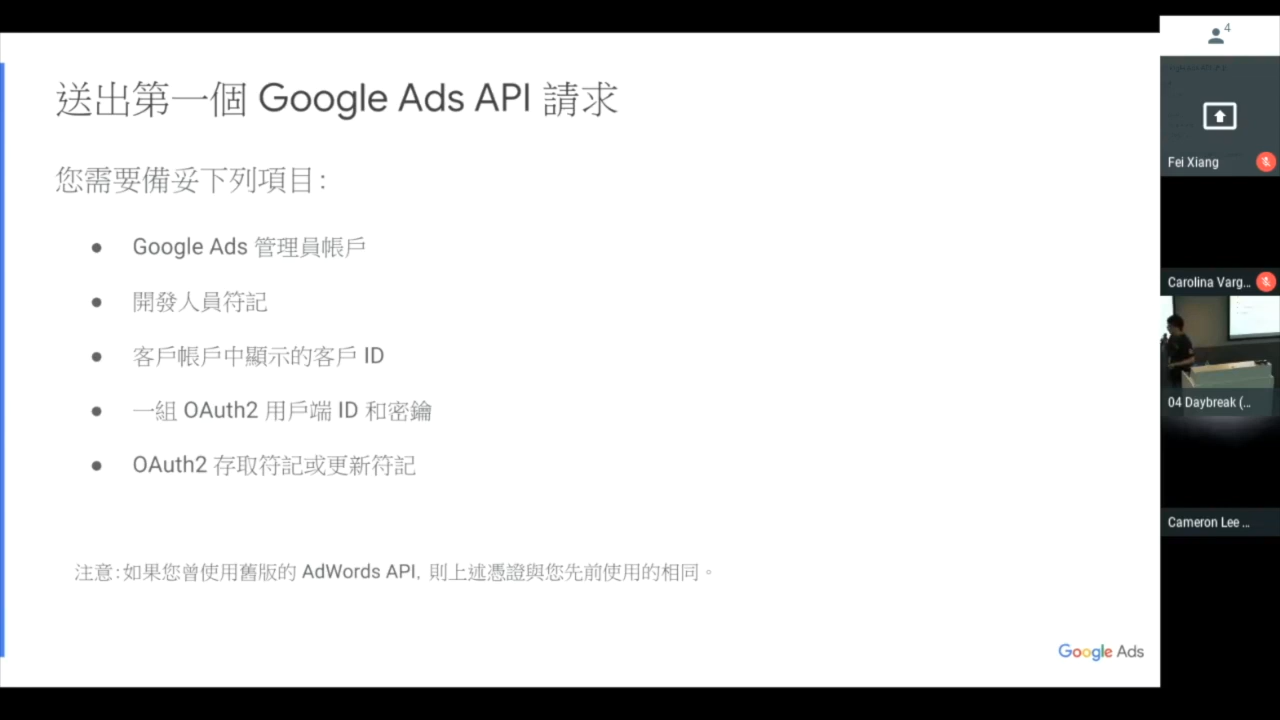 送出第一個 Google Ads API 請求
您需要備妥下列項目:
● Google Ads 管理員帳戶
● 開發人員符記
● 客戶帳戶中顯示的客戶 ID
● 一組 OAuth2 用戶端 ID 和密鑰
● OAuth2 存取符記或更新符記
注意:如果您曾使用舊版的 AdWords API, 則上述憑證與您先前使用的相同。
Google Ads
4
Fei Xiang
Carolina Varg...
04 Daybreak (...
Cameron Lee ...